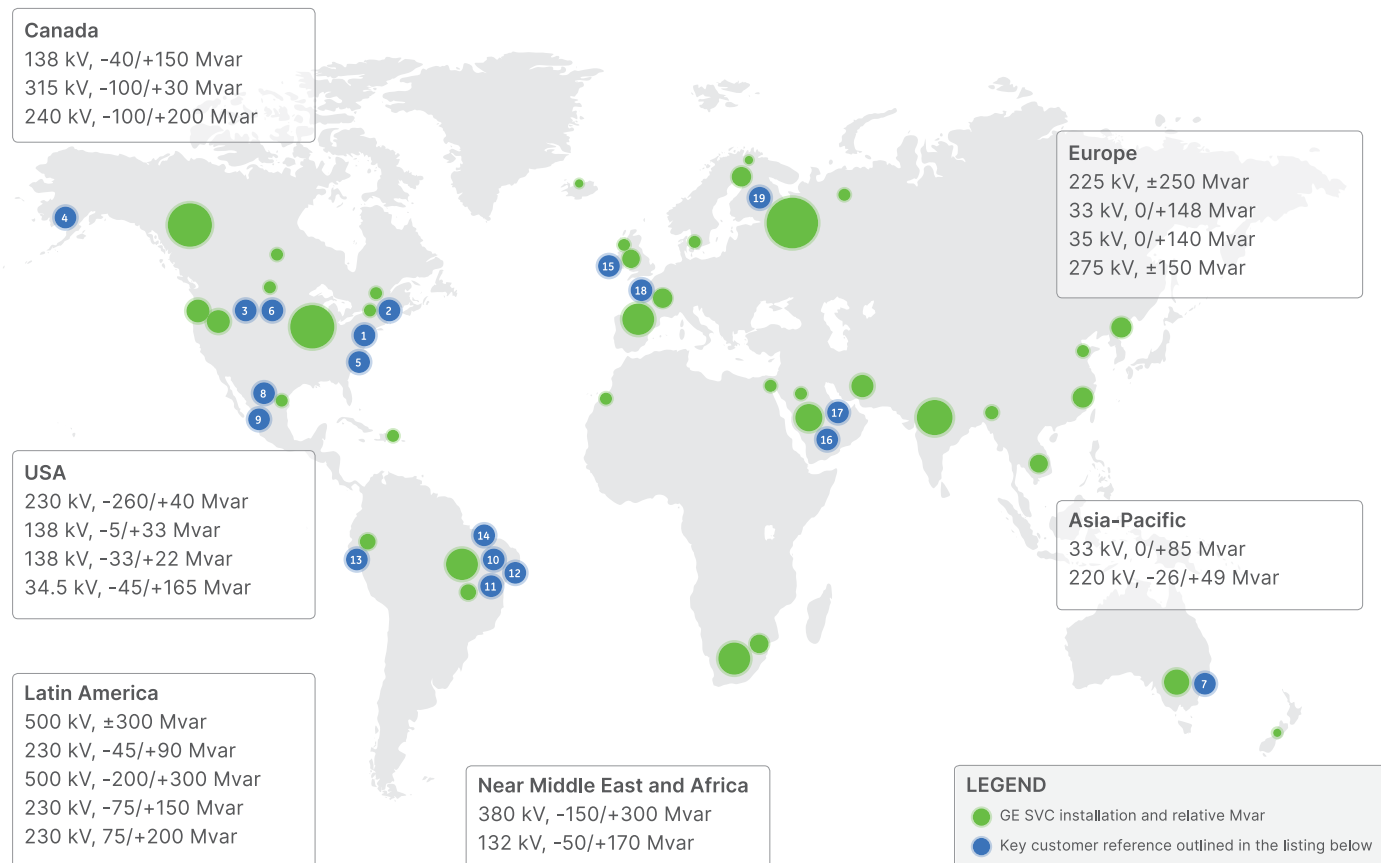 Canada
138 kV, -40/+150 Mvar
315 kV, -100/+30 Mvar
240 kV, -100/+200 Mvar
Europe
225 kV, ±250 Mvar
33 kV, 0/+148 Mvar
35 kV, 0/+140 Mvar
275 kV, ±150 Mvar
4
19
15
18
3
6
2
1
5
8
9
17
16
USA
230 kV, -260/+40 Mvar
138 kV, -5/+33 Mvar
138 kV, -33/+22 Mvar
34.5 kV, -45/+165 Mvar
Asia-Pacific
33 kV, 0/+85 Mvar
220 kV, -26/+49 Mvar
14
13
10
12
11
7
Latin America
500 kV, ±300 Mvar
230 kV, -45/+90 Mvar
500 kV, -200/+300 Mvar
230 kV, -75/+150 Mvar
230 kV, 75/+200 Mvar
Near Middle East and Africa
380 kV, -150/+300 Mvar
132 kV, -50/+170 Mvar
LEGEND
GE SVC installation and relative Mvar
Key customer reference outlined in the listing below